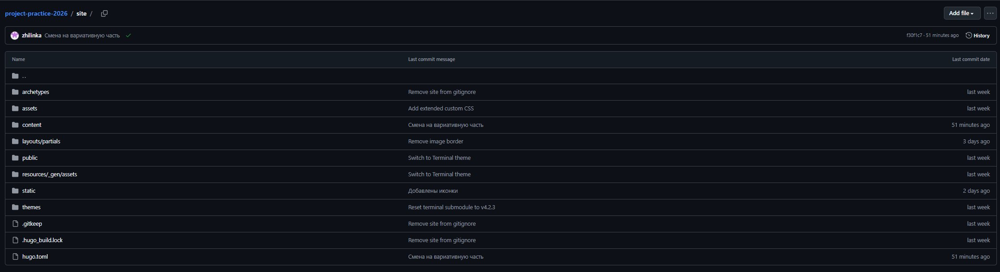 project-practice-2026 / site /
Add file
zhilinka Смена на вариативную часть
f30f1c7 · 51 minutes ago History
Name Last commit message Last commit date
..
archetypes Remove site from gitignore last week
assets Add extended custom CSS last week
content Смена на вариативную часть 51 minutes ago
layouts/partials Remove image border 3 days ago
public Switch to Terminal theme last week
resources/_gen/assets Switch to Terminal theme last week
static Добавлены иконки 2 days ago
themes Reset terminal submodule to v4.2.3 last week
.gitkeep Remove site from gitignore last week
.hugo_build.lock Remove site from gitignore last week
hugo.toml Смена на вариативную часть 51 minutes ago